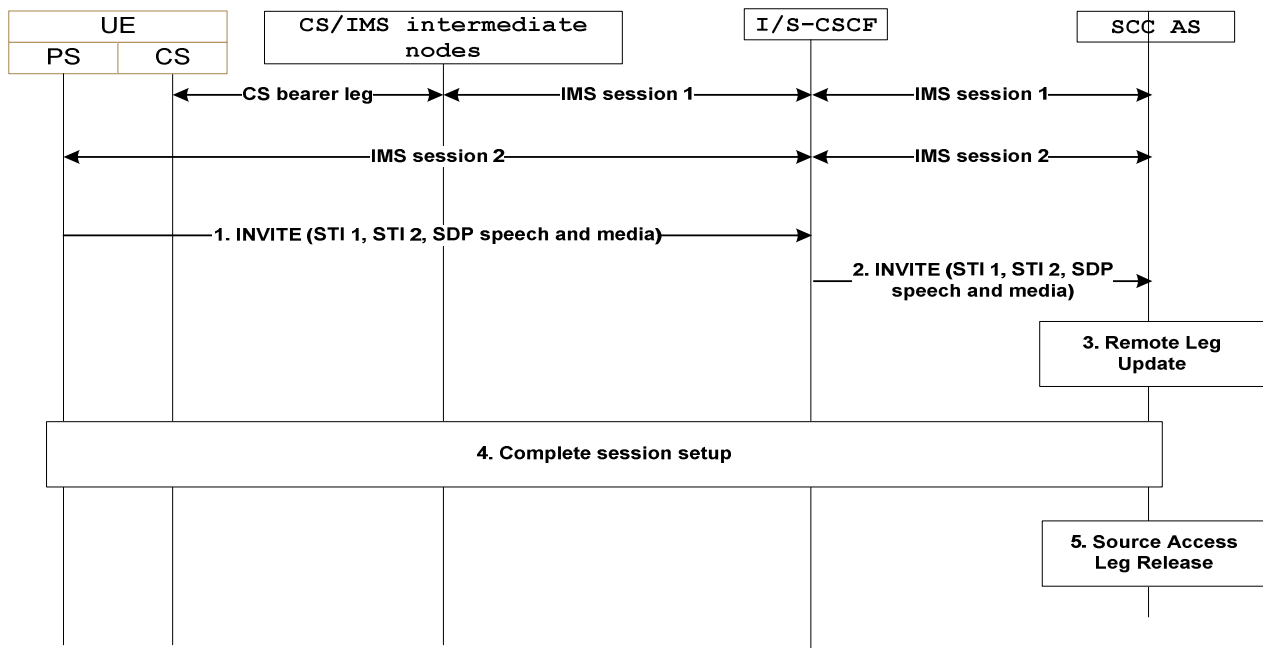 UE
PS CS
CS/IMS intermediate
nodes
I/S-CSCF
SCC AS
CS bearer leg
IMS session 1
IMS session 1
IMS session 2
IMS session 2
1. INVITE (STI 1, STI 2, SDP speech and media)
2. INVITE (STI 1, STI 2, SDP
speech and media)
3. Remote Leg
Update
4. Complete session setup
5. Source Access
Leg Release